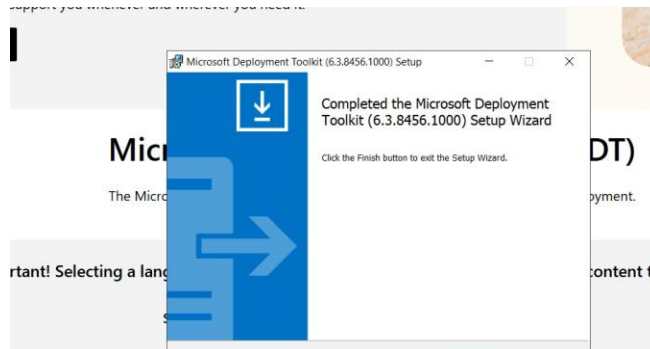 support you whenever and wherever you need it.
Microsoft Deployment Toolkit (6.3.8456.1000) Setup
Completed the Microsoft Deployment
Toolkit (6.3.8456.1000) Setup Wizard
Click the Finish button to exit the Setup Wizard.
DT)
The Micro
oyment.
rtant! Selecting a lang
content t